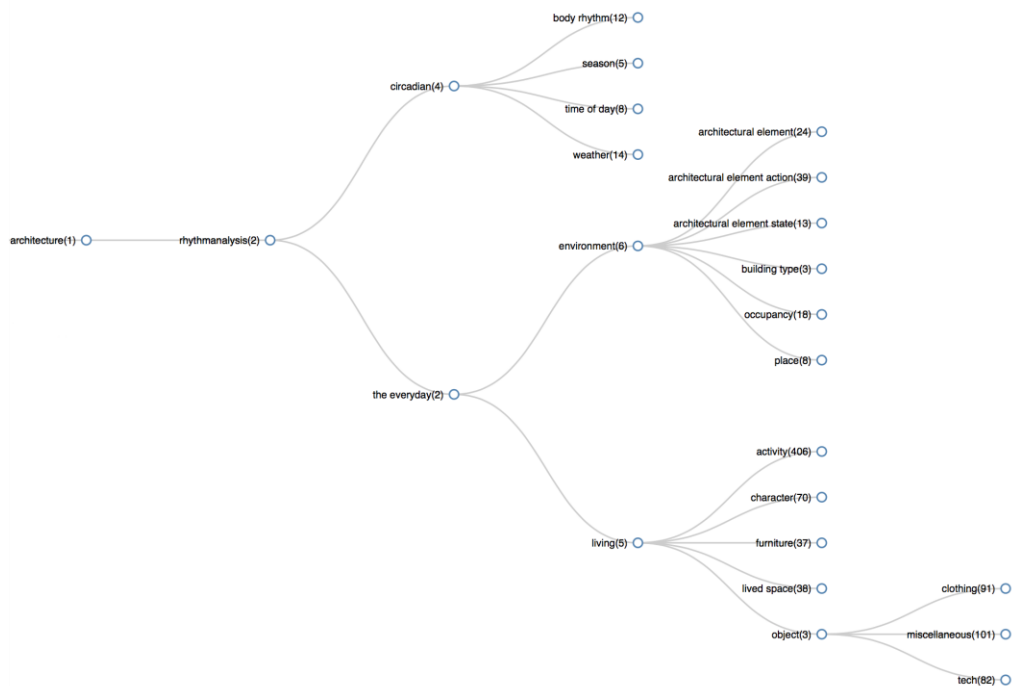 body rhythm(12)
season(5)
circadian(4)
time of day(8)
architectural element(24)
weather(14)
architectural element action(39)
architectural element state(13)
architecture(1)
rhythmanalysis(2)
environment(6)
building type(3)
occupancy(18)
place(8)
the everyday(2)
activity(406)
character(70)
living(5)
furniture(37)
lived space(38)
clothing(91)
object(3)
miscellaneous(101)
tech(82)